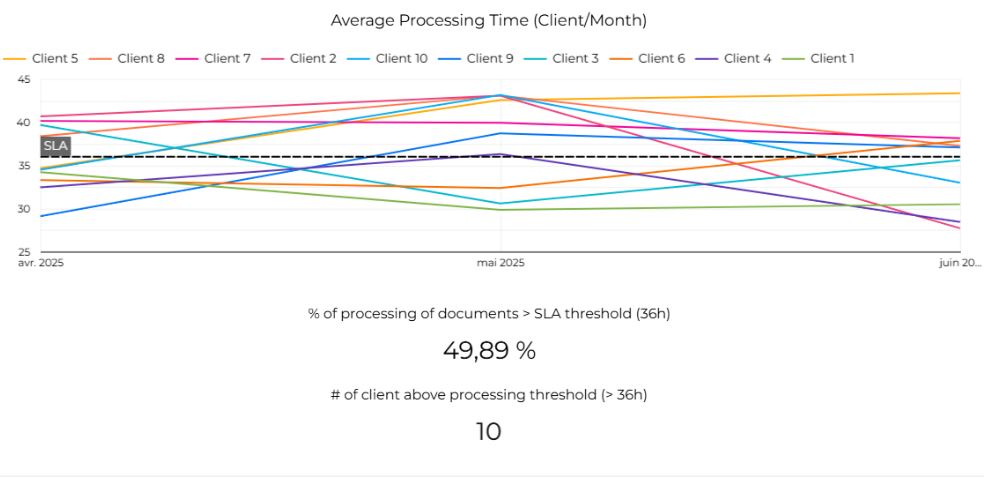 Average Processing Time (Client/Month)
Client 5 Client 8 Client 7 Client 2 Client 10 Client 9 Client 3 Client 6 Client 4 Client 1
45
40
SLA
35
30
25
avr. 2025 mai 2025 juin 20...
% of processing of documents > SLA threshold (36h)
49,89 %
# of client above processing threshold (> 36h)
10